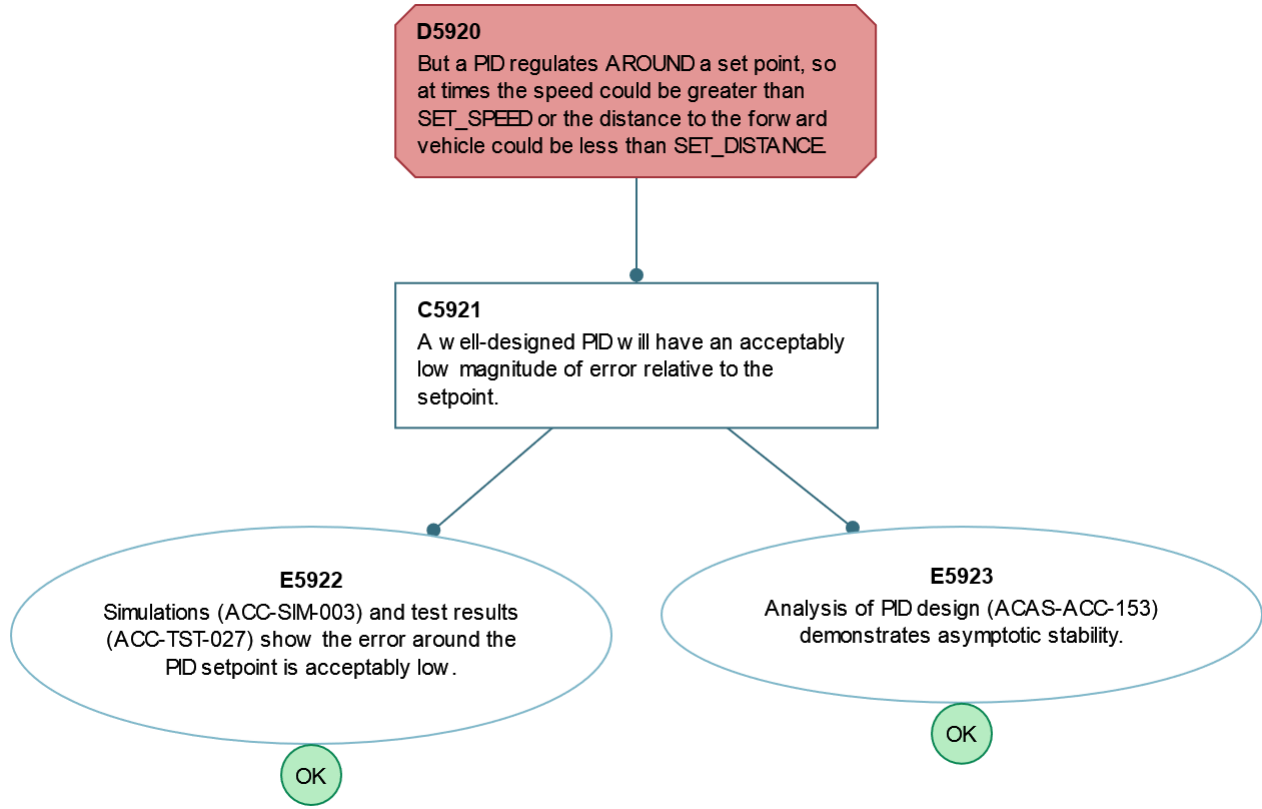 D5920
But a PID regulates AROUND a set point, so
at times the speed could be greater than
SET_SPEED or the distance to the forward
vehicle could be less than SET_DISTANCE.
C5921
A well-designed PID will have an acceptably
low magnitude of error relative to the
setpoint.
E5922
Simulations (ACC-SIM-003) and test results
(ACC-TST-027) show the error around the
PID setpoint is acceptably low.
OK
E5923
Analysis of PID design (ACAS-ACC-153)
demonstrates asymptotic stability.
OK